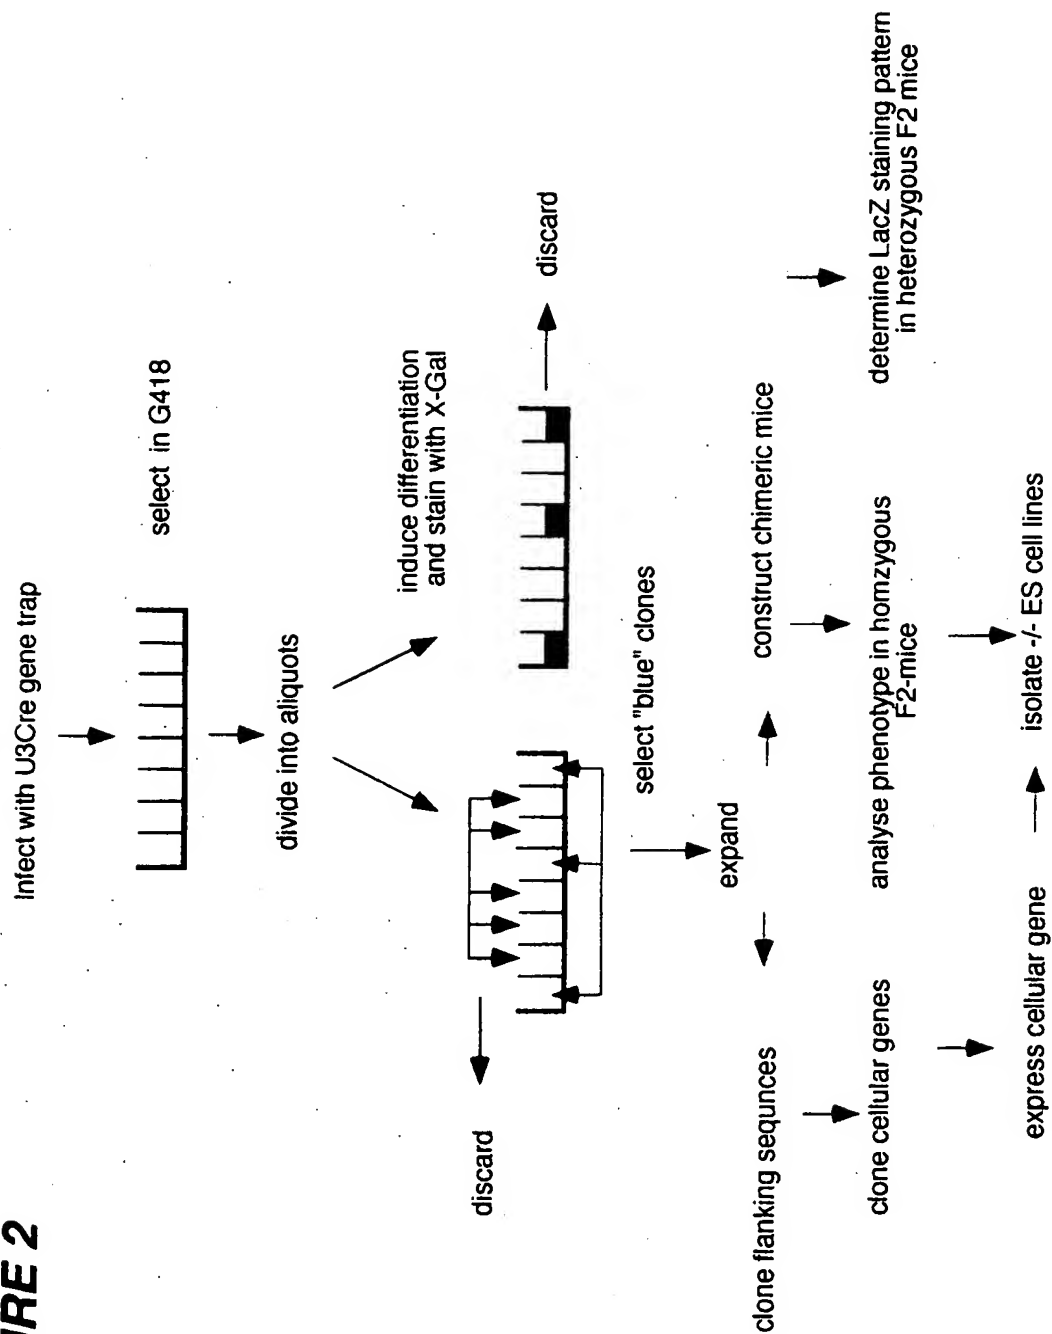 IRE 2
Infect with U3Cre gene trap
select in G418
divide into aliquots
induce differentiation
and stain with X-Gal
discard
discard
select "blue" clones
expand
clone flanking sequnces
construct chimeric mice
clone cellular genes
analyse phenotype in homzygous
F2-mice
determine LacZ staining pattern
in heterozygous F2 mice
express cellular gene
isolate -/- ES cell lines